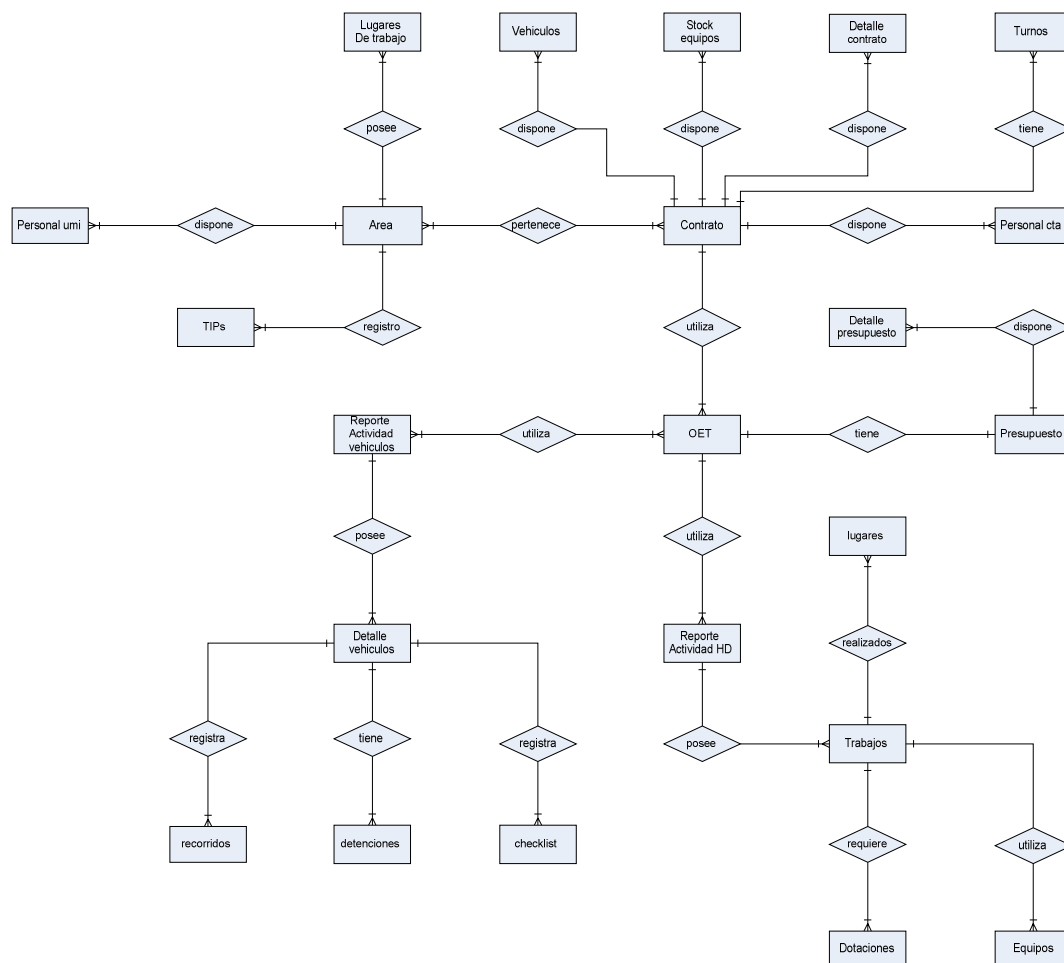 Lugares
De trabajo
Vehiculos
Stock
equipos
Detalle
contrato
Turnos
posee
dispone
dispone
dispone
tiene
Personal umi
dispone
Area
pertenece
Contrato
dispone
Personal cta
TIPs
registro
utiliza
Detalle
presupuesto
dispone
Reporte
Actividad
vehiculos
utiliza
OET
tiene
Presupuesto
posee
utiliza
lugares
Detalle
vehiculos
Reporte
Actividad HD
realizados
registra
tiene
registra
posee
Trabajos
recorridos
detenciones
checklist
requiere
utiliza
Dotaciones
Equipos